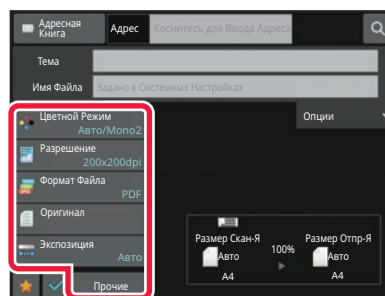 Адресная Книга
Адрес
Коснитесь для Ввода Адреса
Тема
Имя Файла
Задано в Системных Настройках
Цветной Режим
Авто/Mono2
Опции
Разрешение
200x200dpi
Формат Файла
PDF
Оригинал
Экспозиция
Авто
Размер Скан-Я
100%
Размер Отпр-Я
Авто
Авто
A4
A4
Прочие